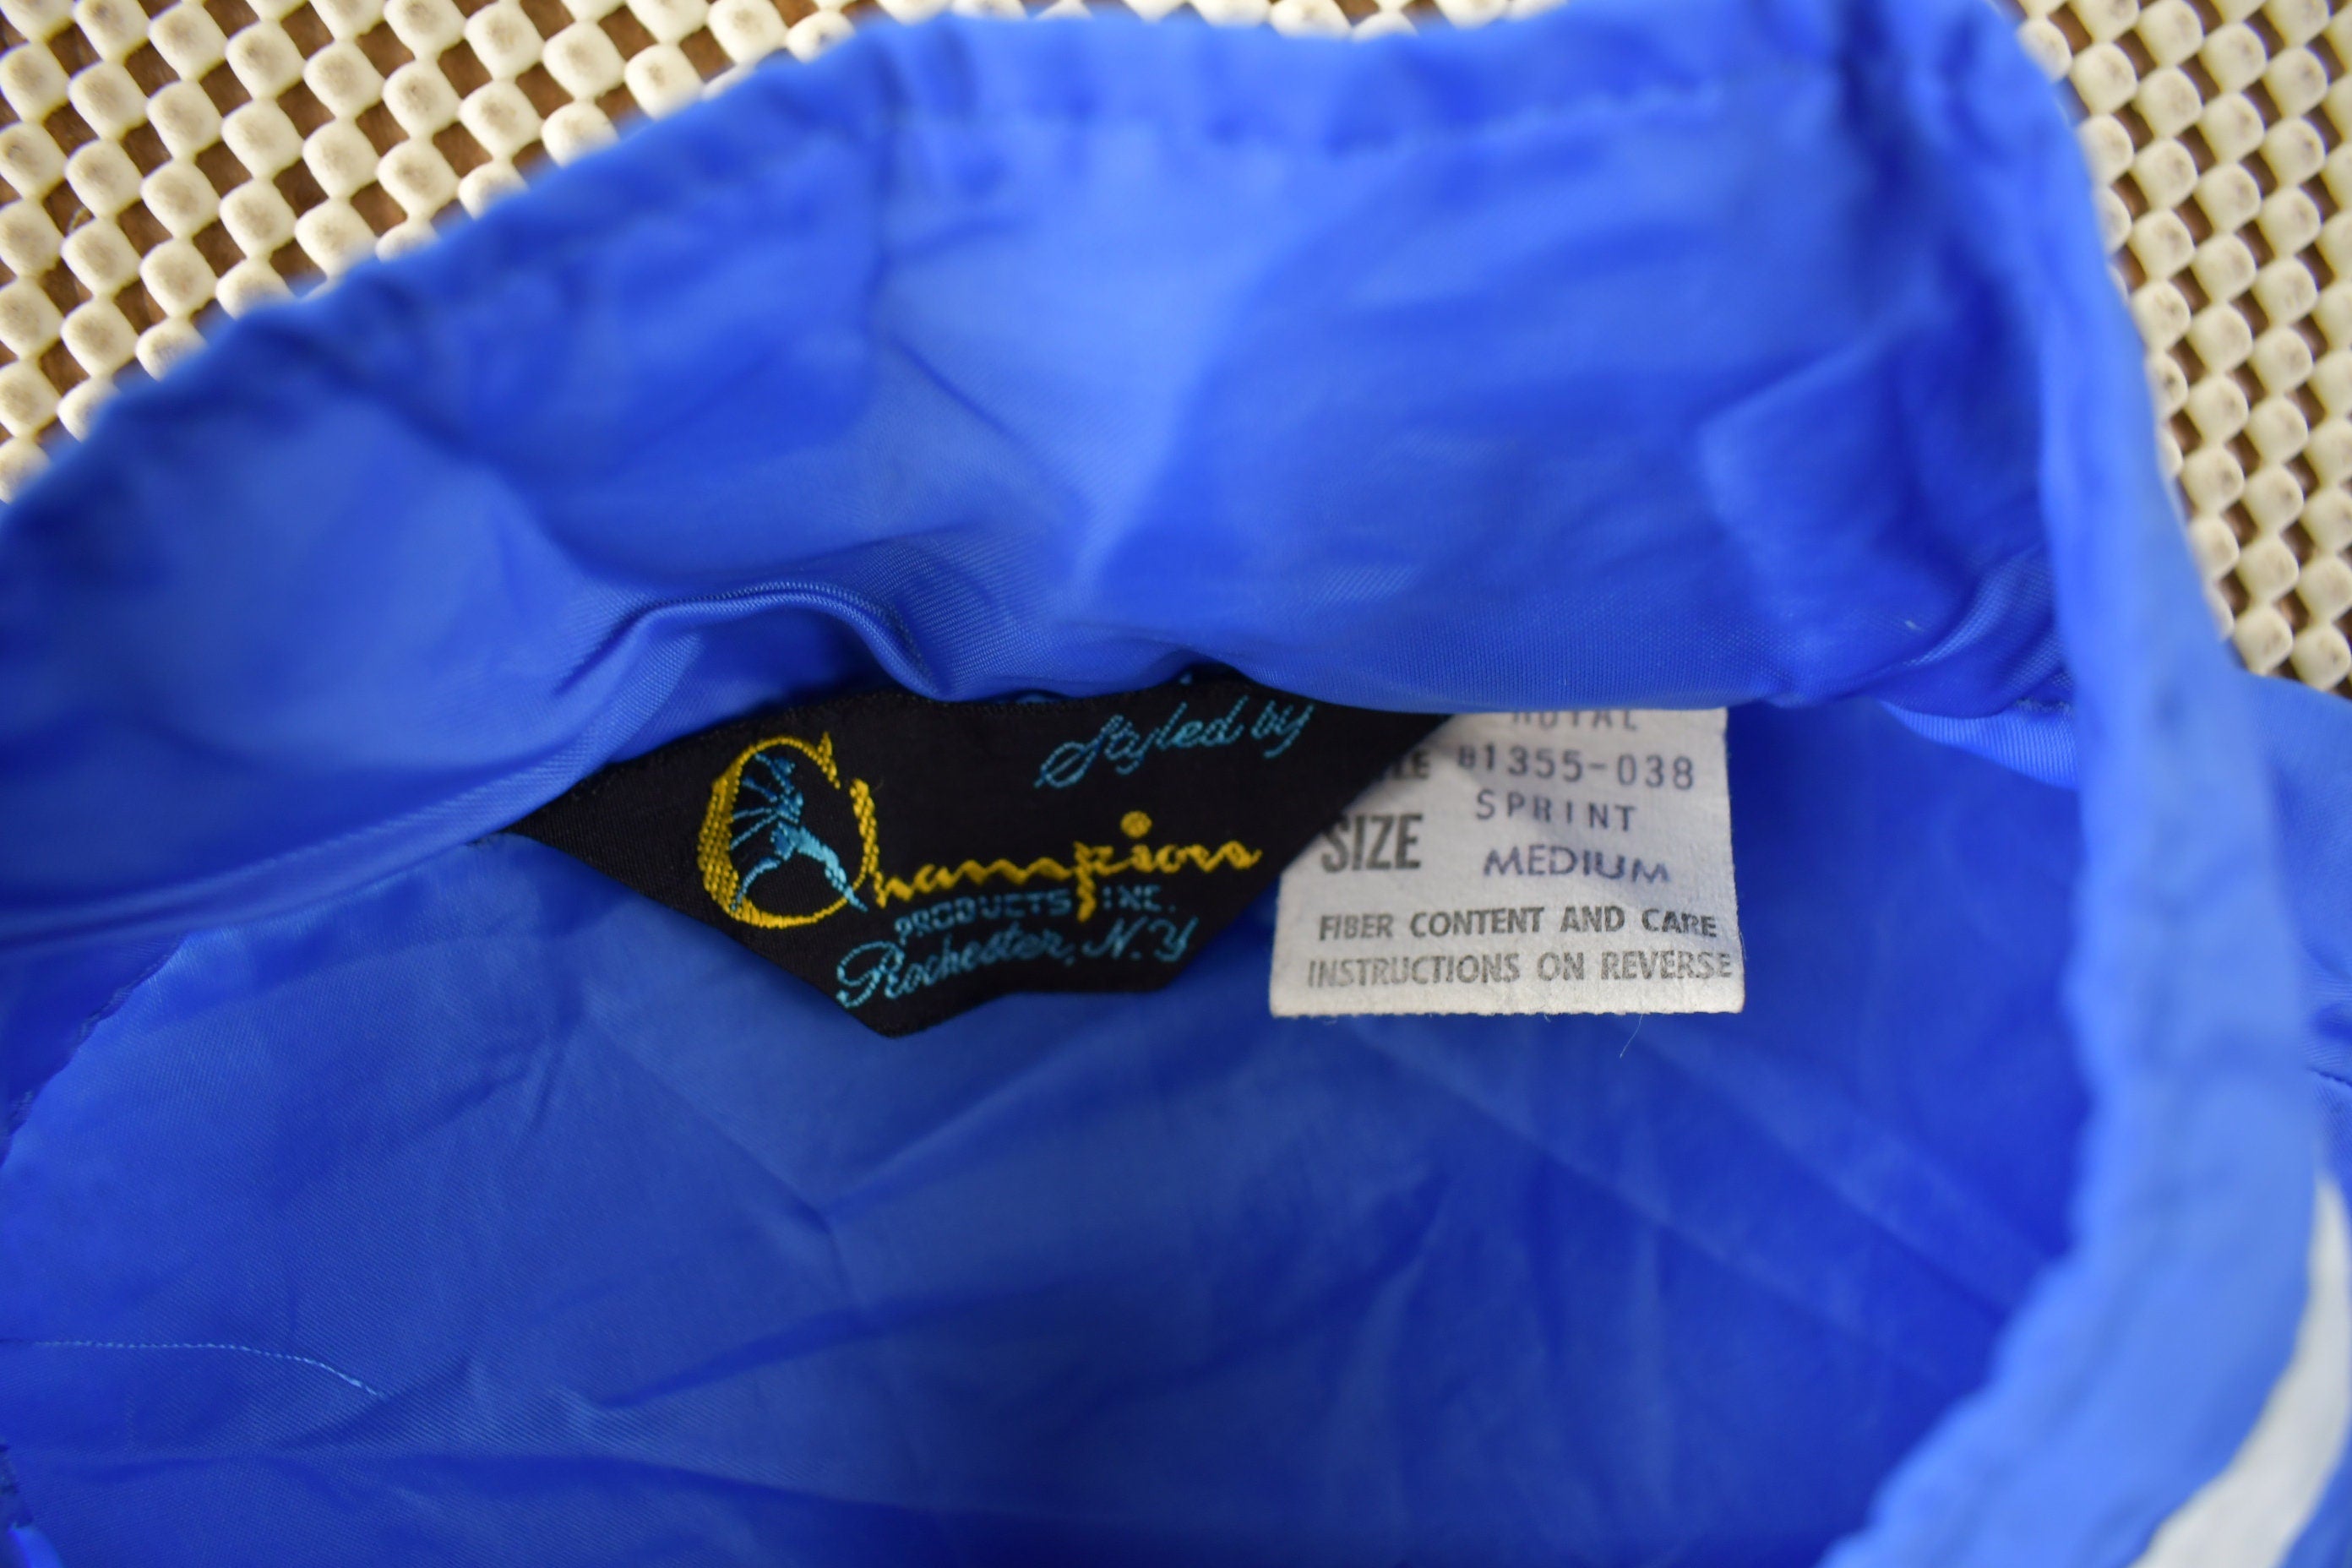 Styled by
Champion
PRODUCTS INC.
Rochester, N.Y
ROYAL
81355-038
SPRINT
SIZE MEDIUM
FIBER CONTENT AND CARE
INSTRUCTIONS ON REVERSE